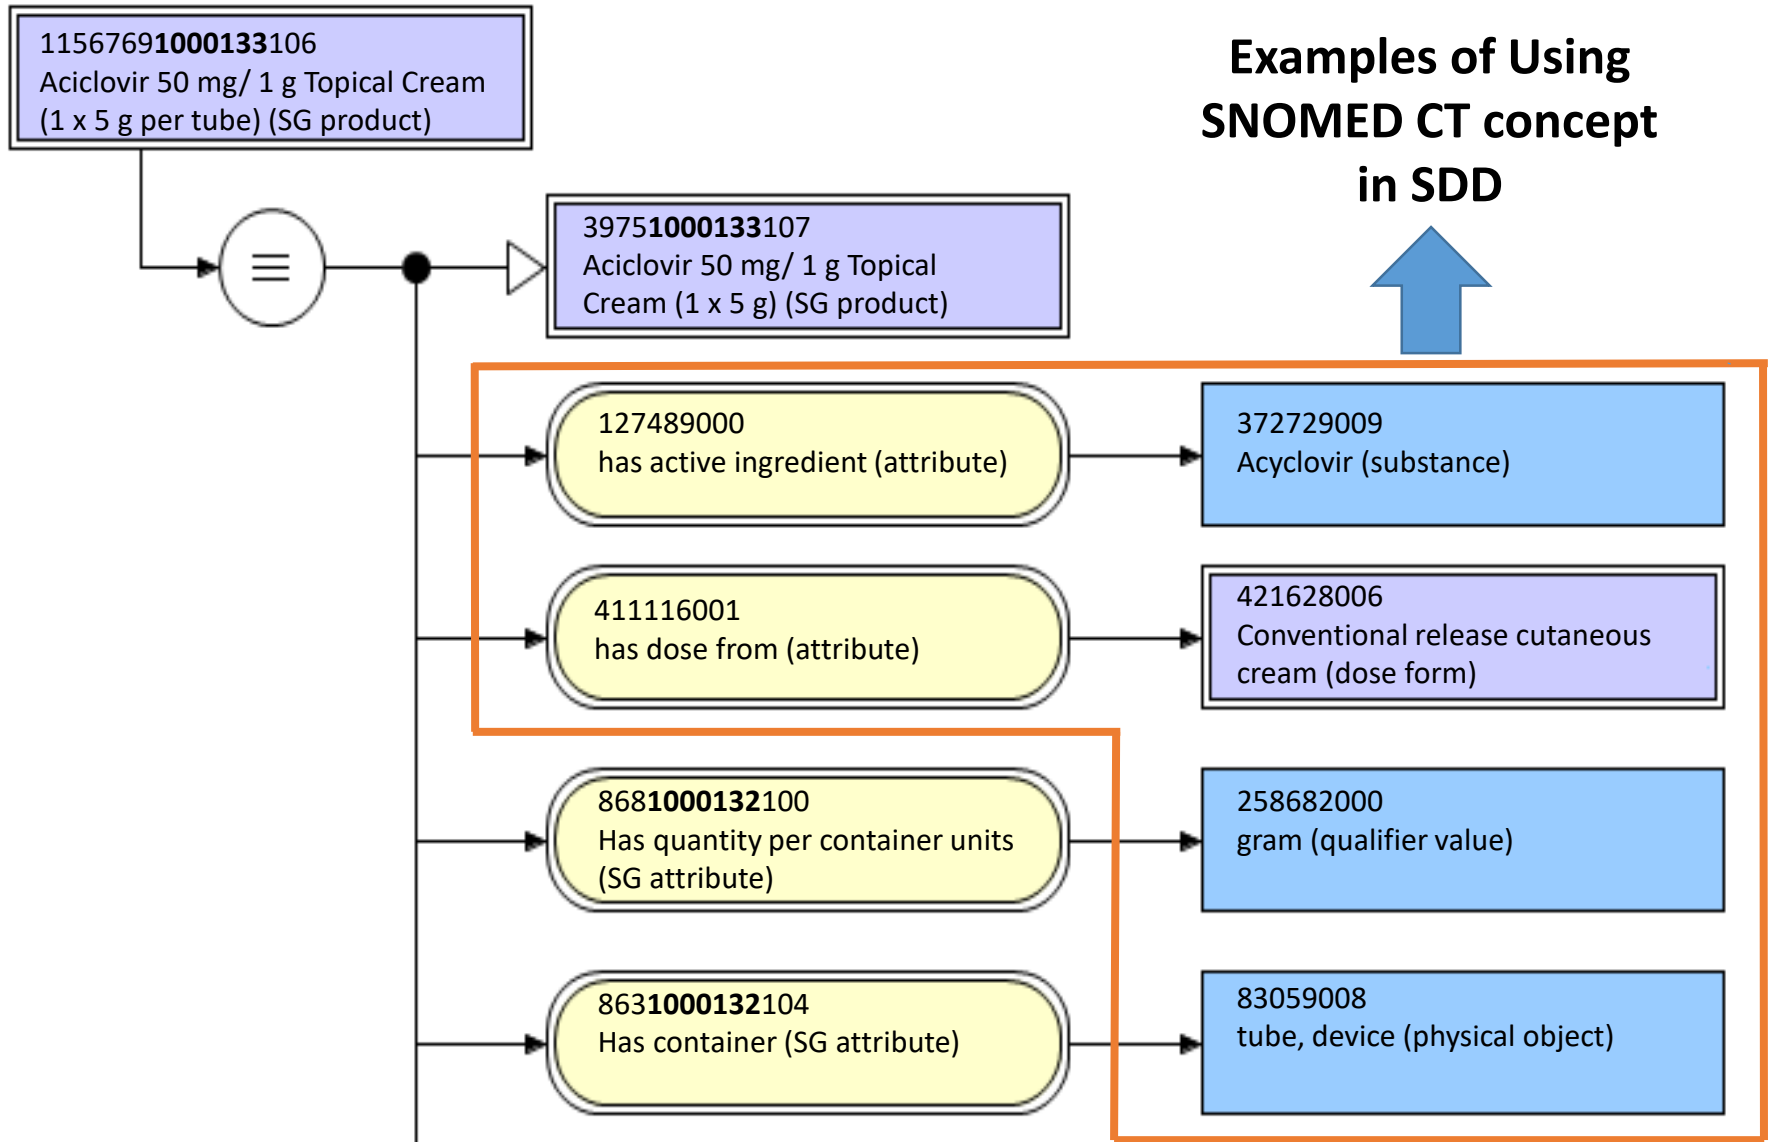 11567691000133106
Aciclovir 50 mg/ 1 g Topical Cream
(1 x 5 g per tube) (SG product)
Examples of Using
SNOMED CT concept
in SDD
39751000133107
Aciclovir 50 mg/ 1 g Topical
Cream (1 x 5 g) (SG product)
127489000
has active ingredient (attribute)
372729009
Acyclovir (substance)
411116001
has dose from (attribute)
421628006
Conventional release cutaneous
cream (dose form)
8681000132100
Has quantity per container units
(SG attribute)
258682000
gram (qualifier value)
8631000132104
Has container (SG attribute)
83059008
tube, device (physical object)